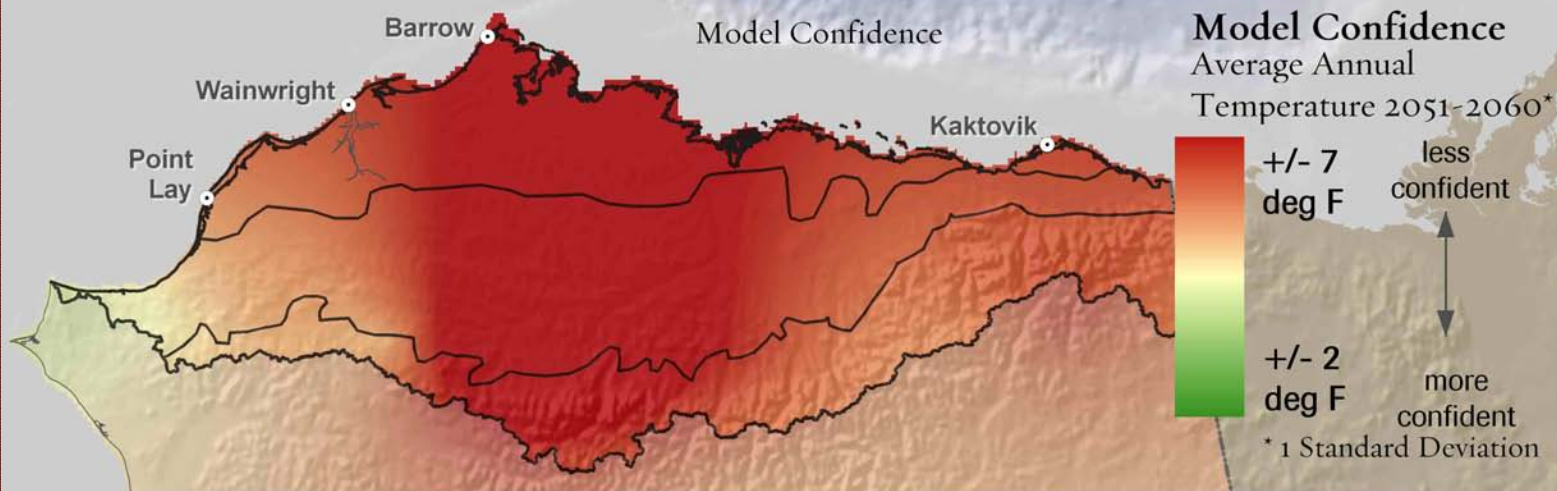 Barrow
Model Confidence
Wainwright
Point
Lay
Kaktovik
Model Confidence
Average Annual
Temperature 2051-2060*
+/- 7
deg F
less
confident
+/- 2
deg F
more
confident
* 1 Standard Deviation